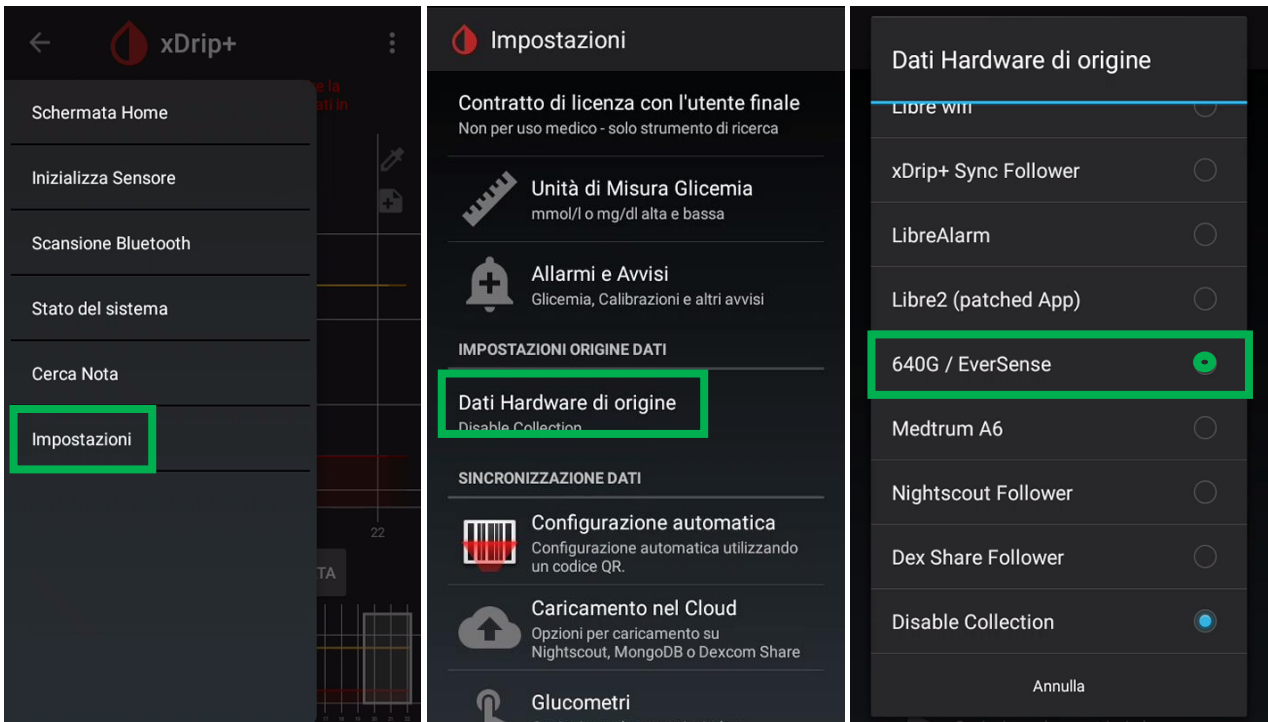 xDrip+
Schermata Home
Inizializza Sensore
Scansione Bluetooth
Stato del sistema
Cerca Nota
Impostazioni
22
TA
Impostazioni
Contratto di licenza con l'utente finale
Non per uso medico - solo strumento di ricerca
Unità di Misura Glicemia
mmol/l o mg/dl alta e bassa
Allarmi e Avvisi
Glicemia, Calibrazioni e altri avvisi
IMPOSTAZIONI ORIGINE DATI
Dati Hardware di origine
Disable Collection
SINCRONIZZAZIONE DATI
Configurazione automatica
Configurazione automatica utilizzando
un codice QR.
Caricamento nel Cloud
Opzioni per caricamento su
Nightscout, MongoDB o Dexcom Share
Glucometri
Dati Hardware di origine
Libre wifi
xDrip+ Sync Follower
LibreAlarm
Libre2 (patched App)
640G / EverSense
Medtrum A6
Nightscout Follower
Dex Share Follower
Disable Collection
Annulla